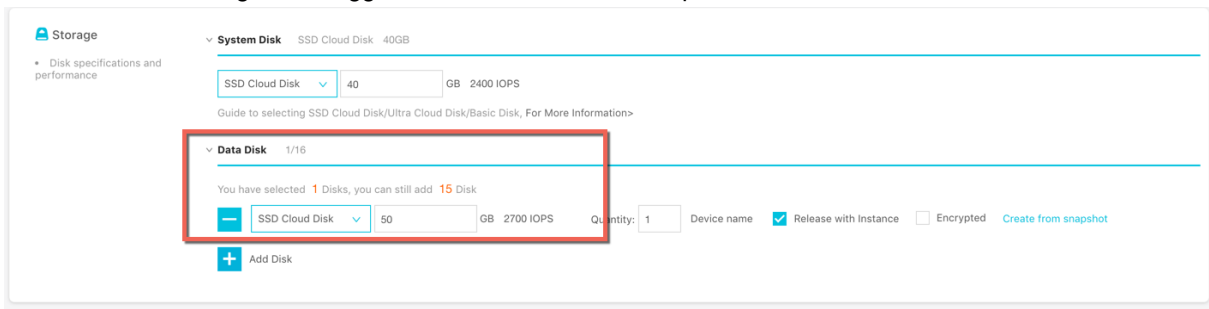 Storage
• Disk specifications and
performance
System Disk SSD Cloud Disk 40GB
SSD Cloud Disk 40 GB 2400 IOPS
Guide to selecting SSD Cloud Disk/Ultra Cloud Disk/Basic Disk, For More Information>
Data Disk 1/16
You have selected 1 Disks, you can still add 15 Disk
SSD Cloud Disk 50 GB 2700 IOPS Quantity: 1 Device name Release with Instance Encrypted Create from snapshot
Add Disk